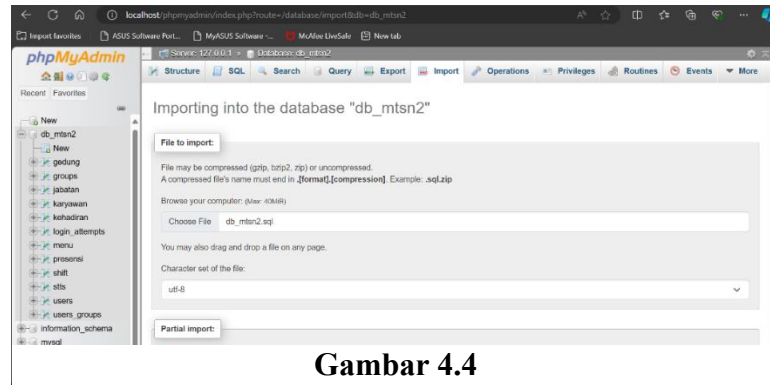 localhost/phpmyadmin/index.php?route=/database/import&db=db_mtsn2
Import favorites ASUS Software Port... MyASUS Software -... McAfee LiveSafe New tab
phpMyAdmin
Recent Favorites
New
db_mtsn2
New
gedung
groups
jabatan
karyawan
kehadiran
login_attempts
menu
presensi
shift
stts
users
users_groups
information_schema
mysql
Server: 127.0.0.1 » Database: db_mtsn2
Structure SQL Search Query Export Import Operations Privileges Routines Events More
Importing into the database "db_mtsn2"
File to import:
File may be compressed (gzip, bzip2, zip) or uncompressed.
A compressed file's name must end in .[format].[compression]. Example: .sql.zip
Browse your computer: (Max: 40MiB)
Choose File db_mtsn2.sql
You may also drag and drop a file on any page.
Character set of the file:
utf-8
Partial import:
Gambar 4.4